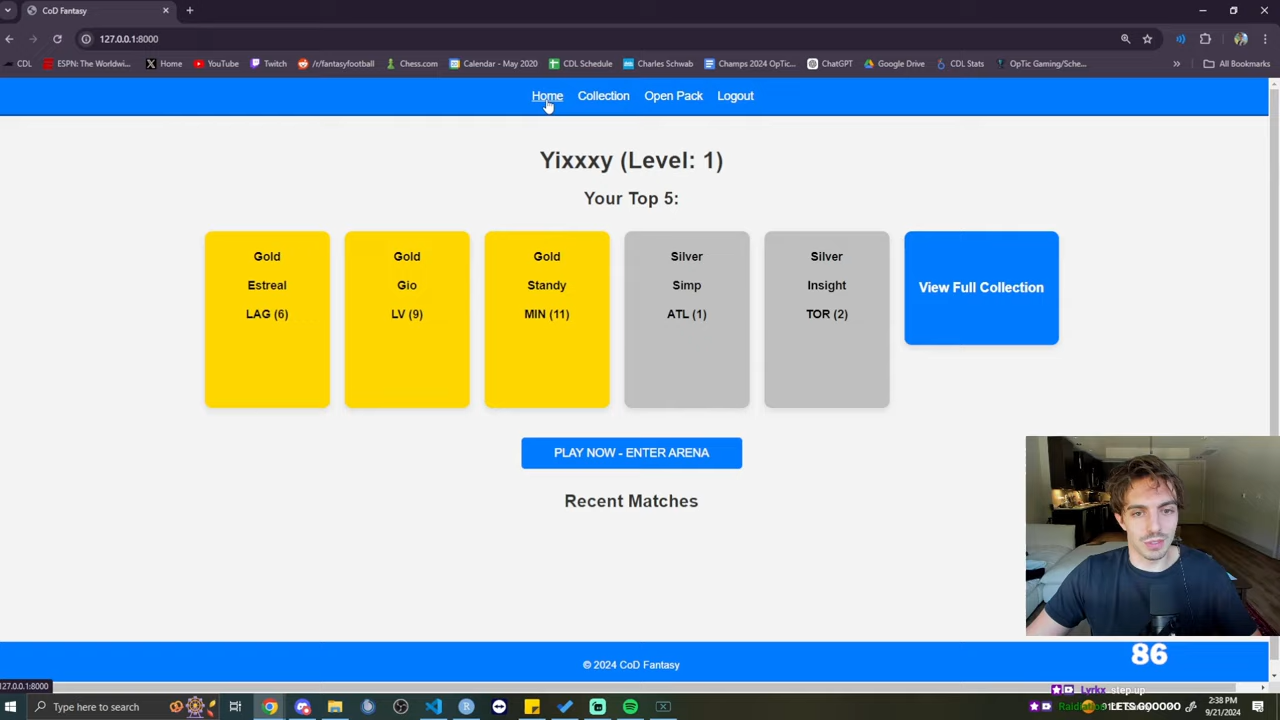 CoD Fantasy
127.0.0.1:8000
CDL
ESPN: The Worldwi...
Home
YouTube
Twitch
/r/fantasyfootball
Chess.com
Calendar - May 2020
CDL Schedule
Charles Schwab
Champs 2024 OpTic...
ChatGPT
Google Drive
CDL Stats
OpTic Gaming/Sche...
All Bookmarks
Home Collection Open Pack Logout
Yixxxy (Level: 1)
Your Top 5:
Gold
Estreal
LAG (6)
Gold
Gio
LV (9)
Gold
Standy
MIN (11)
Silver
Simp
ATL (1)
Silver
Insight
TOR (2)
View Full Collection
PLAY NOW - ENTER ARENA
Recent Matches
© 2024 CoD Fantasy
86
127.0.0.1:8000
Lyrkx step up
LETS GOOOOO
Type here to search
2:38 PM
9/21/2024